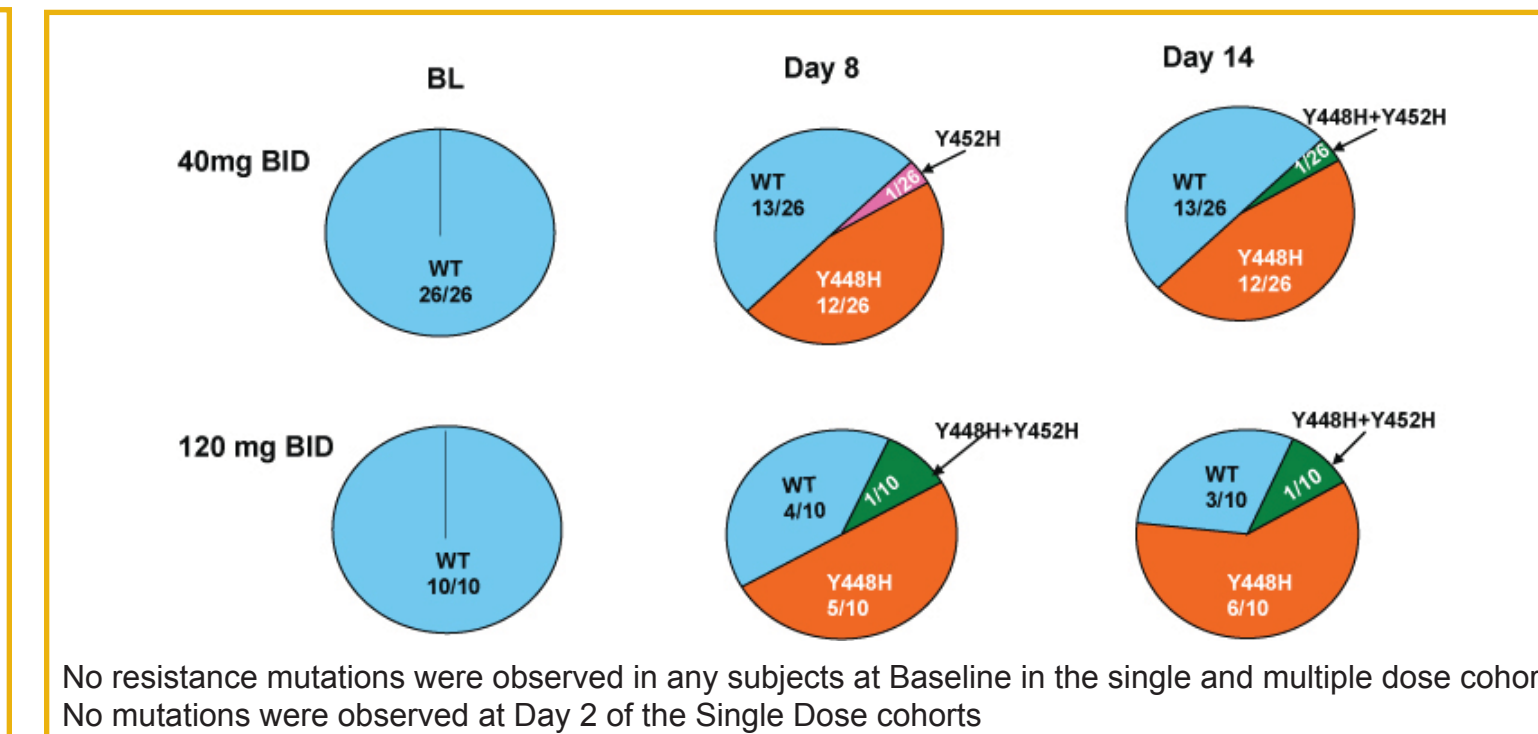 BL
Day 8
Day 14
40mg BID
WT
26/26
WT
13/26
1/26
Y452H
Y448H
12/26
WT
13/26
1/26
Y448H+Y452H
Y448H
12/26
120 mg BID
WT
10/10
WT
4/10
1/10
Y448H+Y452H
Y448H
5/10
WT
3/10
1/10
Y448H+Y452H
Y448H
6/10
No resistance mutations were observed in any subjects at Baseline in the single and multiple dose
No mutations were observed at Day 2 of the Single Dose cohorts